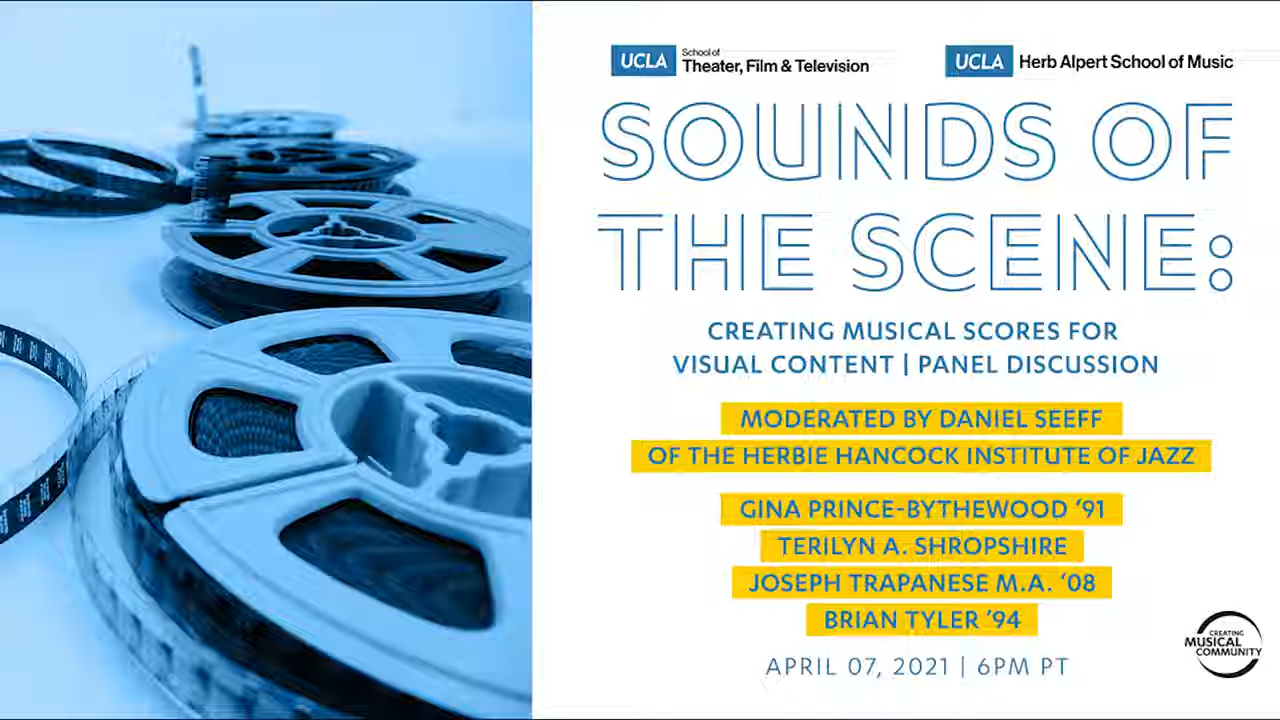 UCLA School of Theater, Film & Television
UCLA Herb Alpert School of Music
SOUNDS OF
THE SCENE:
CREATING MUSICAL SCORES FOR
VISUAL CONTENT | PANEL DISCUSSION
MODERATED BY DANIEL SEEFF
OF THE HERBIE HANCOCK INSTITUTE OF JAZZ
GINA PRINCE-BYTHEWOOD ‘91
TERILYN A. SHROPSHIRE
JOSEPH TRAPANESE M.A. ‘08
BRIAN TYLER ’94
APRIL 07, 2021 | 6PM PT
CREATING
MUSICAL
COMMUNITY